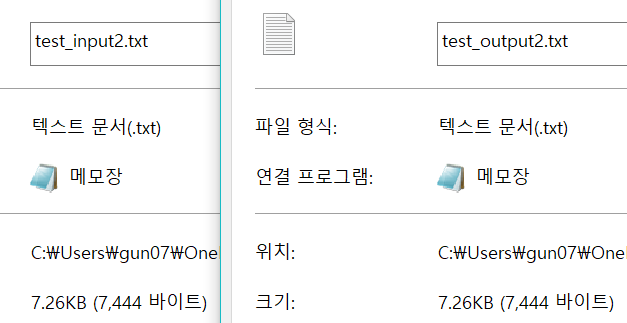 test_input2.txt
텍스트 문서(.txt)
메모장
C:₩Users₩gun07₩One
7.26KB (7,444 바이트)
test_output2.txt
파일 형식: 텍스트 문서(.txt)
연결 프로그램: 메모장
위치: C:₩Users₩gun07₩One
크기: 7.26KB (7,444 바이트)